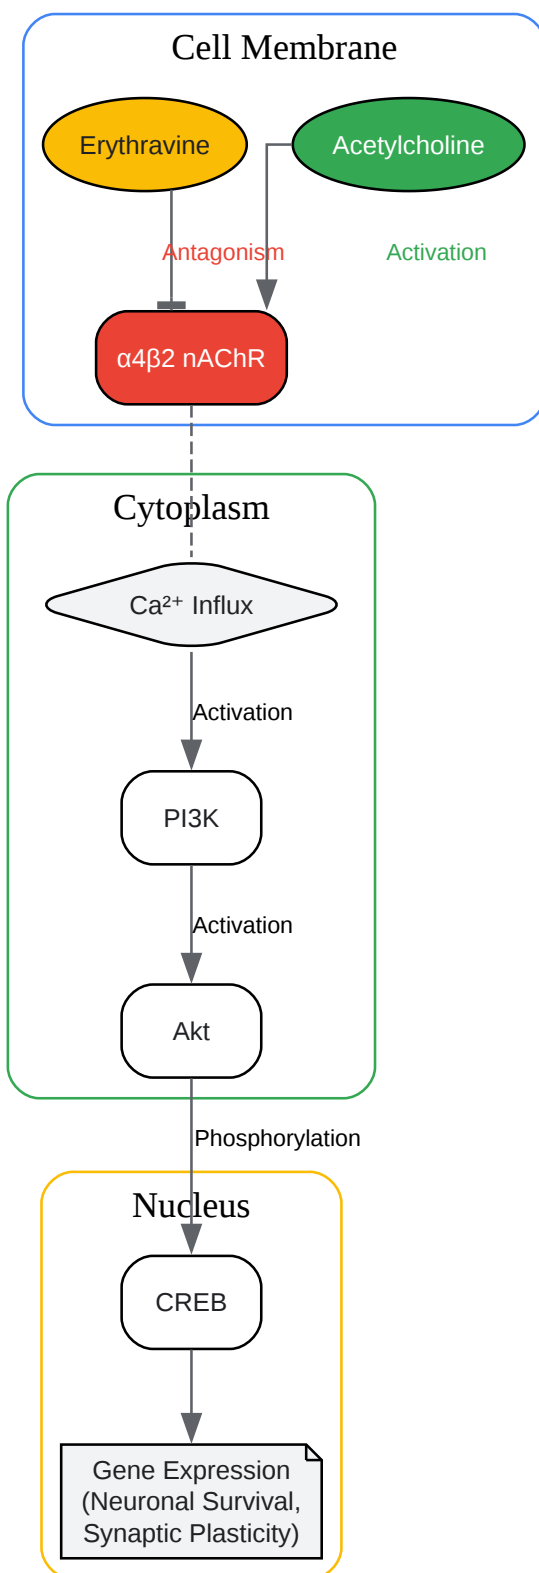 Cell Membrane
Erythravine
Acetylcholine
Antagonism
Activation
α4β2 nAChR
Cytoplasm
Ca²⁺ Influx
Activation
PI3K
Activation
Akt
Phosphorylation
Nucleus
CREB
Gene Expression
(Neuronal Survival,
Synaptic Plasticity)